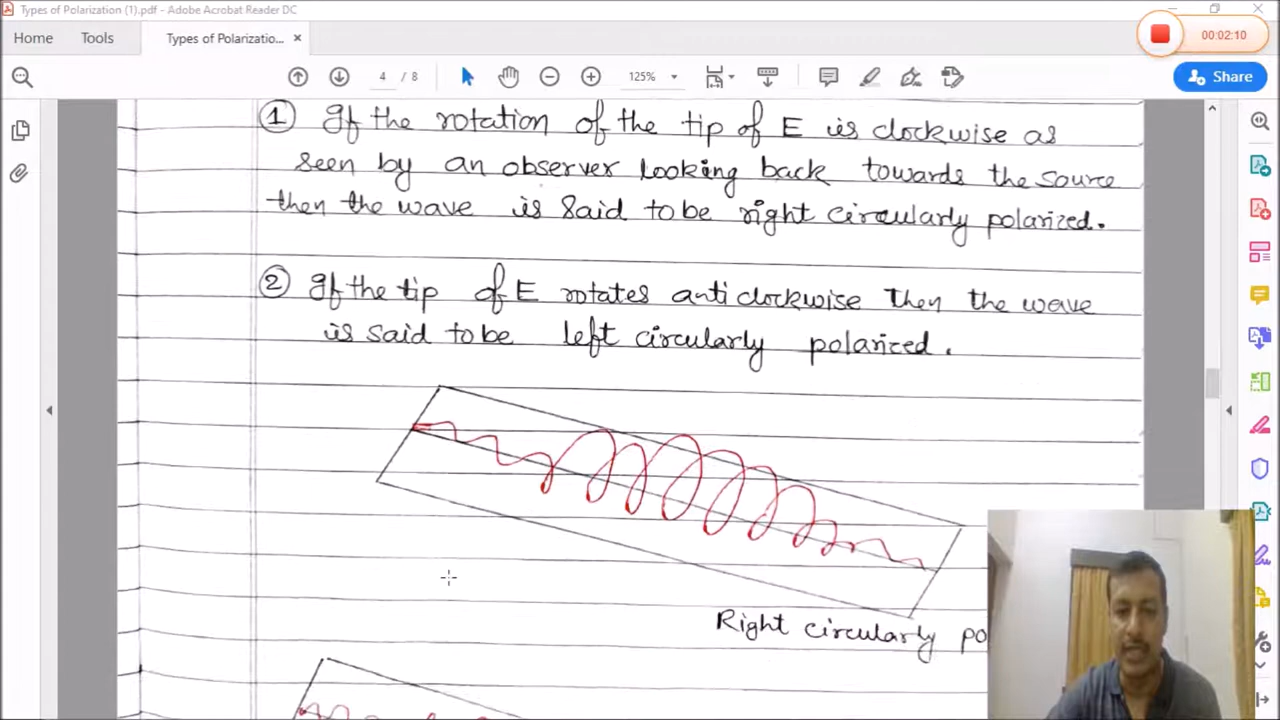 Types of Polarization (1).pdf - Adobe Acrobat Reader DC
00:02:10
Home Tools Types of Polarizatio... ×
4 / 8 125% Share
① If the rotation of the tip of E is clockwise as
seen by an observer looking back towards the source
then the wave is said to be right circularly polarized.
② If the tip of E rotates anti clockwise then the wave
is said to be left circularly polarized.
Right circularly po